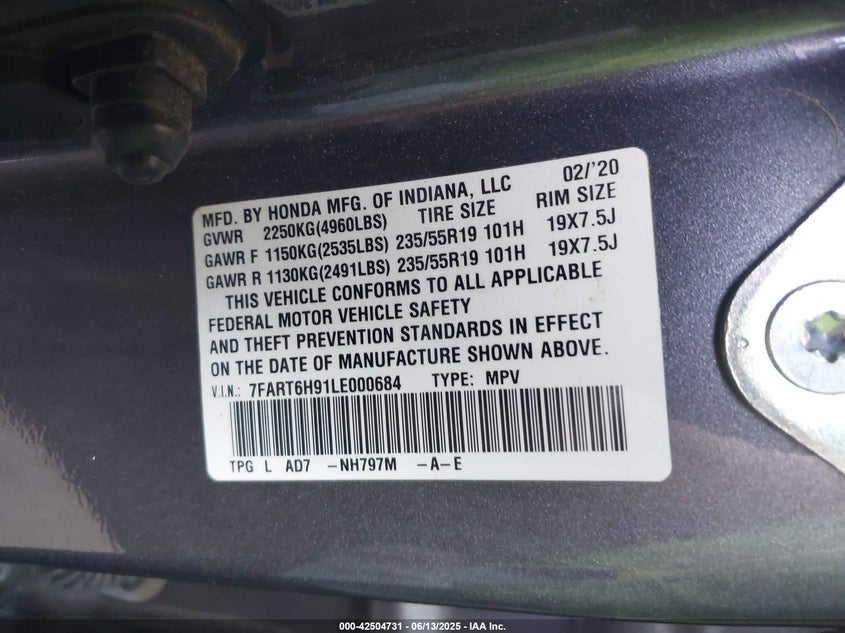 MFD. BY HONDA MFG. OF INDIANA, LLC 02/'20
GVWR 2250KG(4960LBS) TIRE SIZE RIM SIZE
GAWR F 1150KG(2535LBS) 235/55R19 101H 19X7.5J
GAWR R 1130KG(2491LBS) 235/55R19 101H 19X7.5J
THIS VEHICLE CONFORMS TO ALL APPLICABLE
FEDERAL MOTOR VEHICLE SAFETY
AND THEFT PREVENTION STANDARDS IN EFFECT
ON THE DATE OF MANUFACTURE SHOWN ABOVE.
V.I.N.: 7FART6H91LE000684 TYPE: MPV
TPG L AD7 -NH797M -A-E
000-42504731 - 06/13/2025 - IAA Inc.